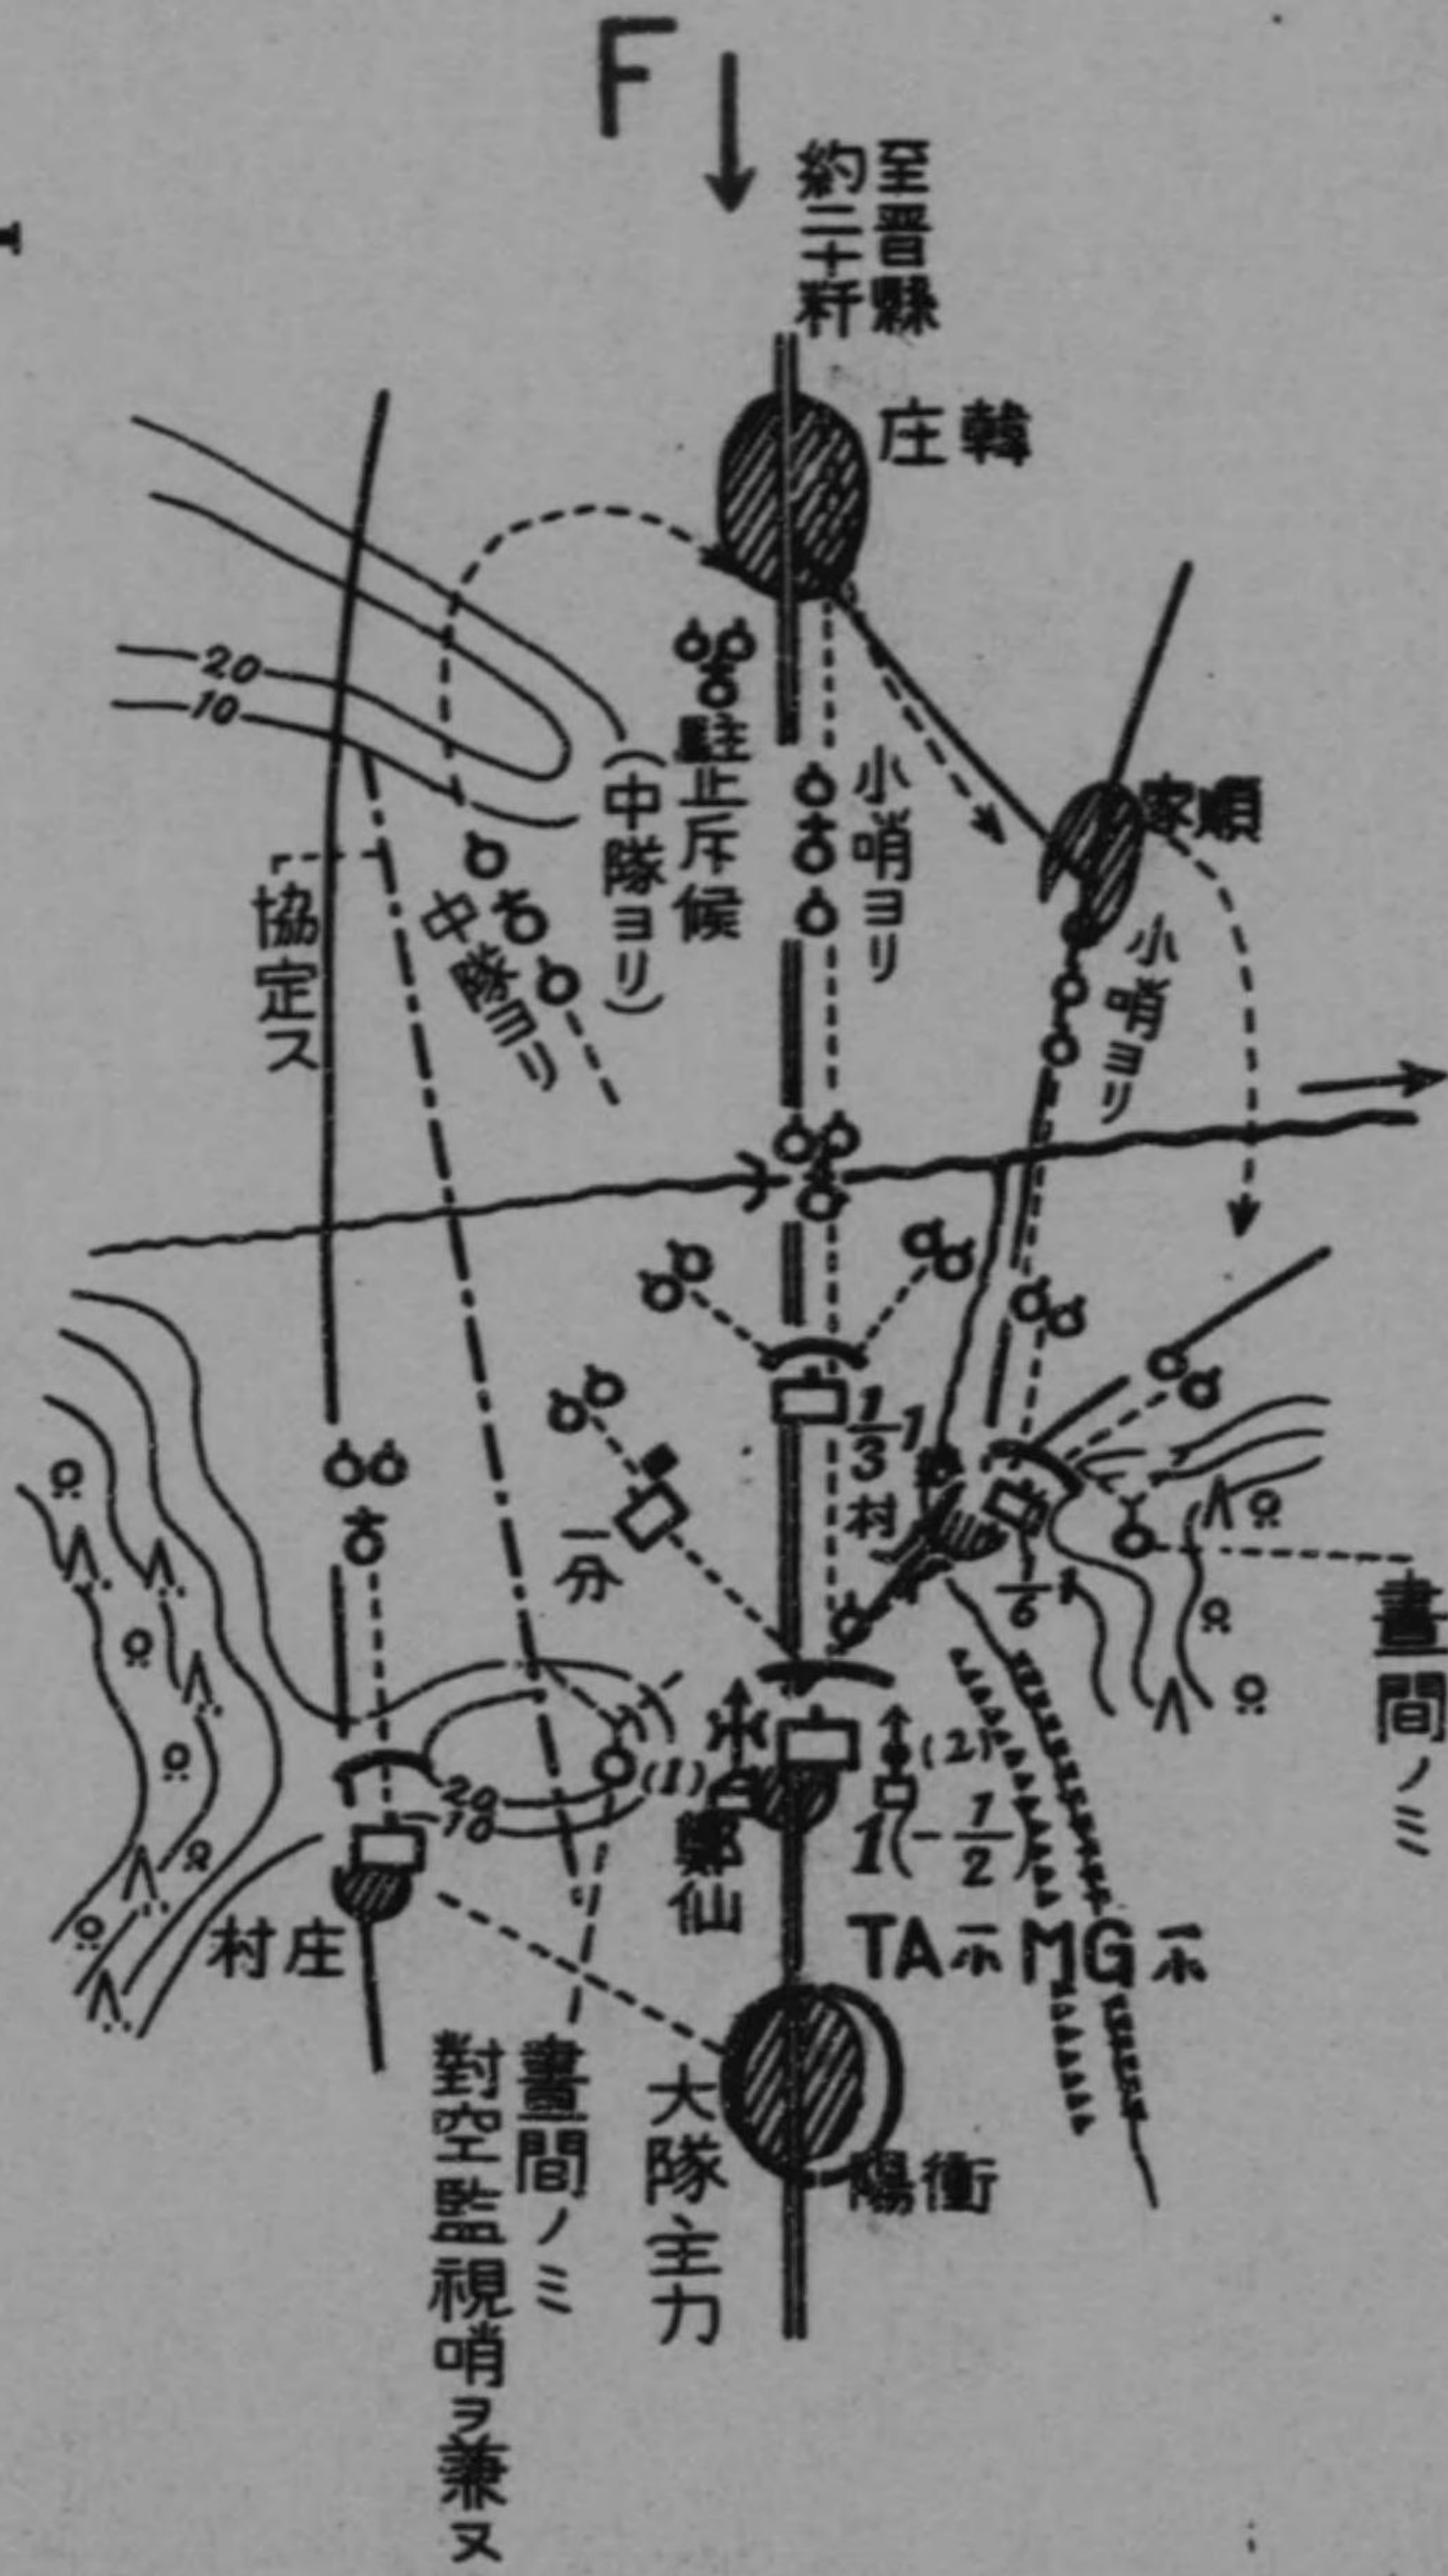 F
至晋縣
約二十粁
韓庄
20
10
駐止斥候
(中隊ヨリ)
小哨ヨリ
中隊ヨリ
協定ス
順家
小哨ヨリ
1/3
村
一分
1/6
晝間ノミ
20
10
(1)
(2)
鄭仙
1(-1/2)
TA MG
庄村
大隊主力
衝陽
晝間ノミ
對空監視哨ヲ兼ヌ